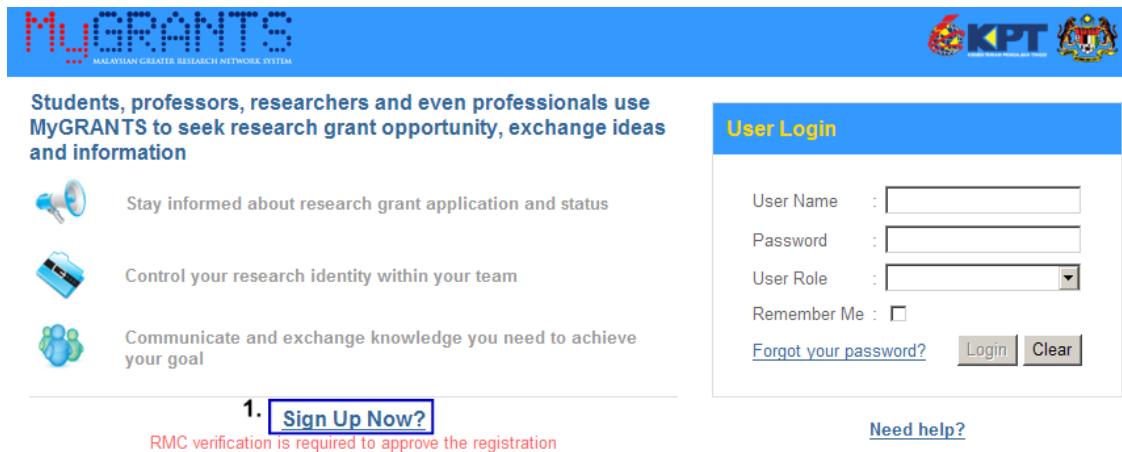 MyGRANTS
MALAYSIAN GREATER RESEARCH NETWORK SYSTEM
KPT
KEMENTERIAN PENGAJIAN TINGGI
Students, professors, researchers and even professionals use
MyGRANTS to seek research grant opportunity, exchange ideas
and information
Stay informed about research grant application and status
Control your research identity within your team
Communicate and exchange knowledge you need to achieve
your goal
1. Sign Up Now?
RMC verification is required to approve the registration
User Login
User Name :
Password :
User Role :
Remember Me :
Forgot your password? Login Clear
Need help?